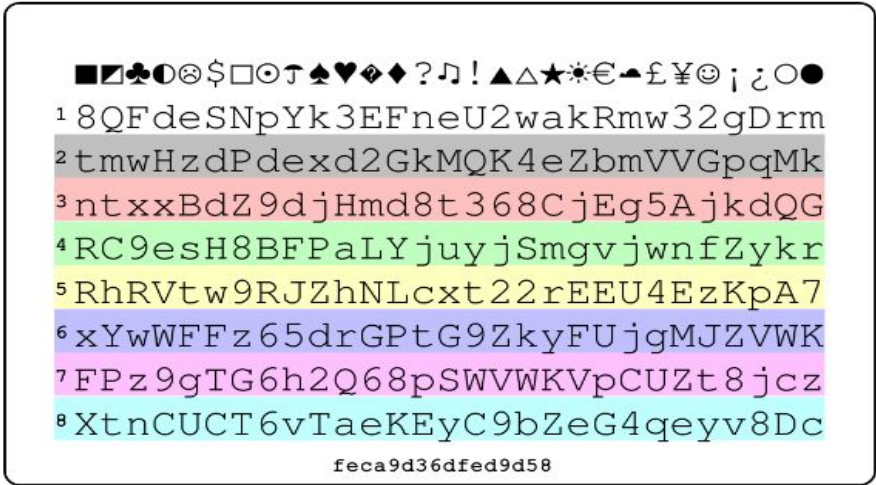 ■◩♣◐☹$□⊙☂♠♥�♦?♫!▲△★☀€☁£¥☺¡¿○●
1 8QFdeSNpYk3EFneU2wakRmw32gDrm
2 tmwHzdPdexd2GkMQK4eZbmVVGpqMk
3 ntxxBdZ9djHmd8t368CjEg5AjkdQG
4 RC9esH8BFPaLYjuyjSmgvjwnfZykr
5 RhRVtw9RJZhNLcxt22rEEU4EzKpA7
6 xYwWFFz65drGPtG9ZkyFUjgMJZVWK
7 FPz9gTG6h2Q68pSWVWKVpCUZt8jcz
8 XtnCUCT6vTaeKEyC9bZeG4qeyv8Dc
feca9d36dfed9d58